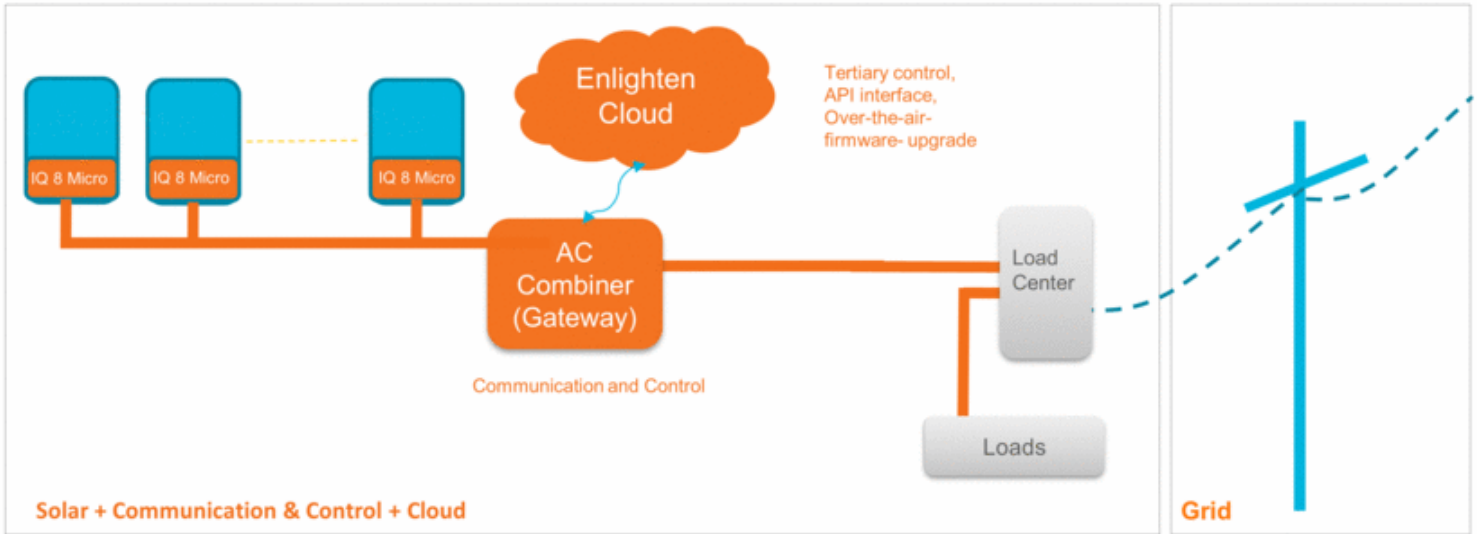 Enlighten
Cloud
Tertiary control,
API interface,
Over-the-air-
firmware- upgrade
IQ 8 Micro
IQ 8 Micro
IQ 8 Micro
AC
Combiner
(Gateway)
Load
Center
Communication and Control
Loads
Solar + Communication & Control + Cloud
Grid